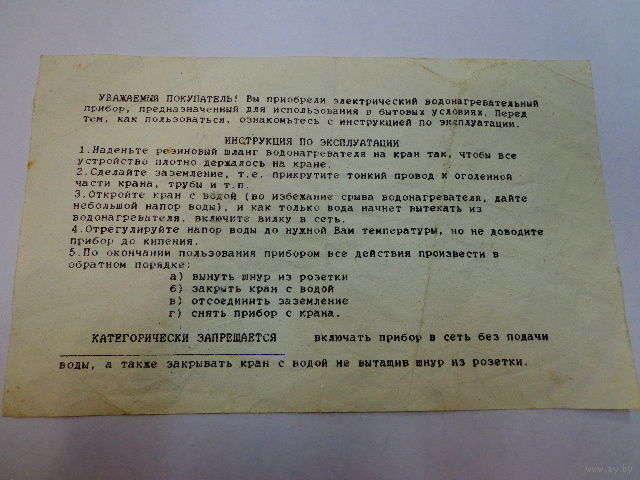 УВАЖАЕМЫЙ ПОКУПАТЕЛЬ! Вы приобрели электрический водонагревательный
прибор, предназначенный для использования в бытовых условиях. Перед
тем, как пользоваться, ознакомьтесь с инструкцией по эксплуатации.
ИНСТРУКЦИЯ ПО ЭКСПЛУАТАЦИИ
1.Наденьте резиновый шланг водонагревателя на кран так, чтобы все
устройство плотно держалось на кране.
2.Сделайте заземление, т.е. прикрутите тонкий провод к оголенной
части крана, трубы и т.п.
3.Откройте кран с водой (во избежание срыва водонагревателя, дайте
небольшой напор воды), и как только вода начнет вытекать из
водонагревателя, включите вилку в сеть.
4.Отрегулируйте напор воды до нужной Вам температуры, но не доводите
прибор до кипения.
5.По окончании пользования прибором все действия произвести в
обратном порядке:
а) вынуть шнур из розетки
б) закрыть кран с водой
в) отсоединить заземление
г) снять прибор с крана.
КАТЕГОРИЧЕСКИ ЗАПРЕЩАЕТСЯ включать прибор в сеть без подачи
воды, а также закрывать кран с водой не вытащив шнур из розетки.
www.ay.by